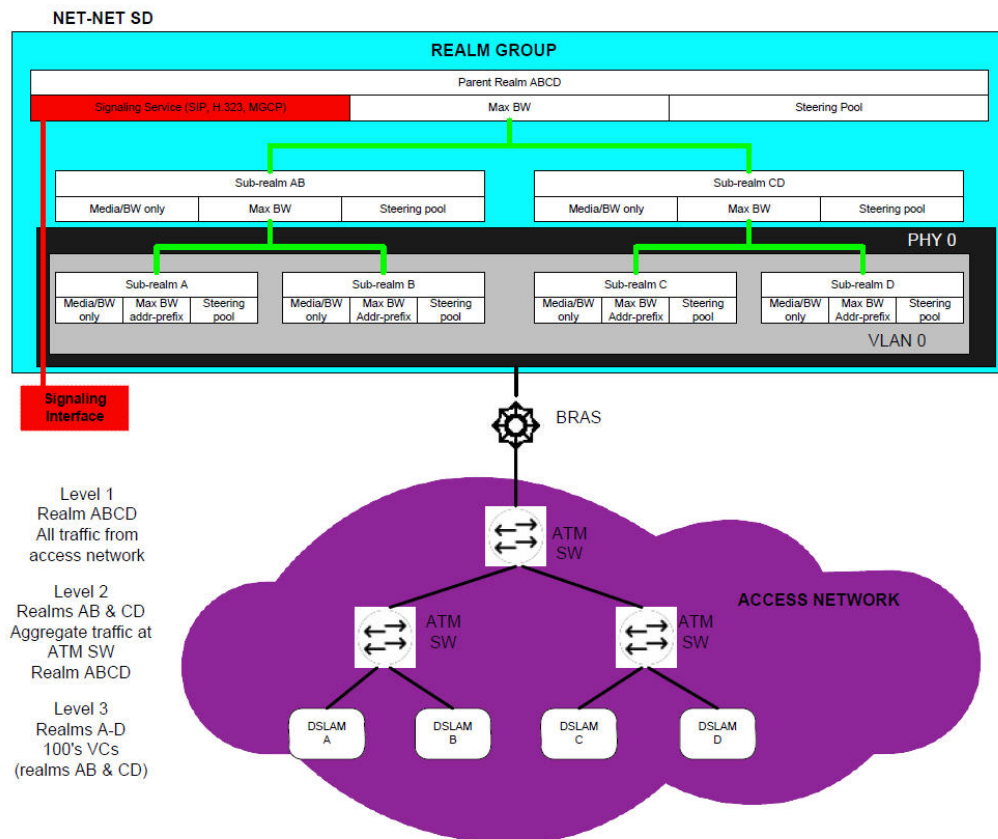 NET-NET SD
REALM GROUP
Parent Realm ABCD
Signaling Service (SIP, H.323, MGCP)
Max BW
Steering Pool
Sub-realm AB
Media/BW only
Max BW
Steering pool
Sub-realm CD
Media/BW only
Max BW
Steering pool
PHY 0
Sub-realm A
Media/BW
only
Max BW
addr-prefix
Steering
pool
Sub-realm B
Media/BW
only
Max BW
Addr-prefix
Steering
pool
Sub-realm C
Media/BW
only
Max BW
Addr-prefix
Steering
pool
Sub-realm D
Media/BW
only
Max BW
Addr-prefix
Steering
pool
VLAN 0
Signaling
Interface
BRAS
Level 1
Realm ABCD
All traffic from
access network
Level 2
Realms AB & CD
Aggregate traffic at
ATM SW
Realm ABCD
Level 3
Realms A-D
100's VCs
(realms AB & CD)
ATM
SW
ATM
SW
ATM
SW
ACCESS NETWORK
DSLAM
A
DSLAM
B
DSLAM
C
DSLAM
D